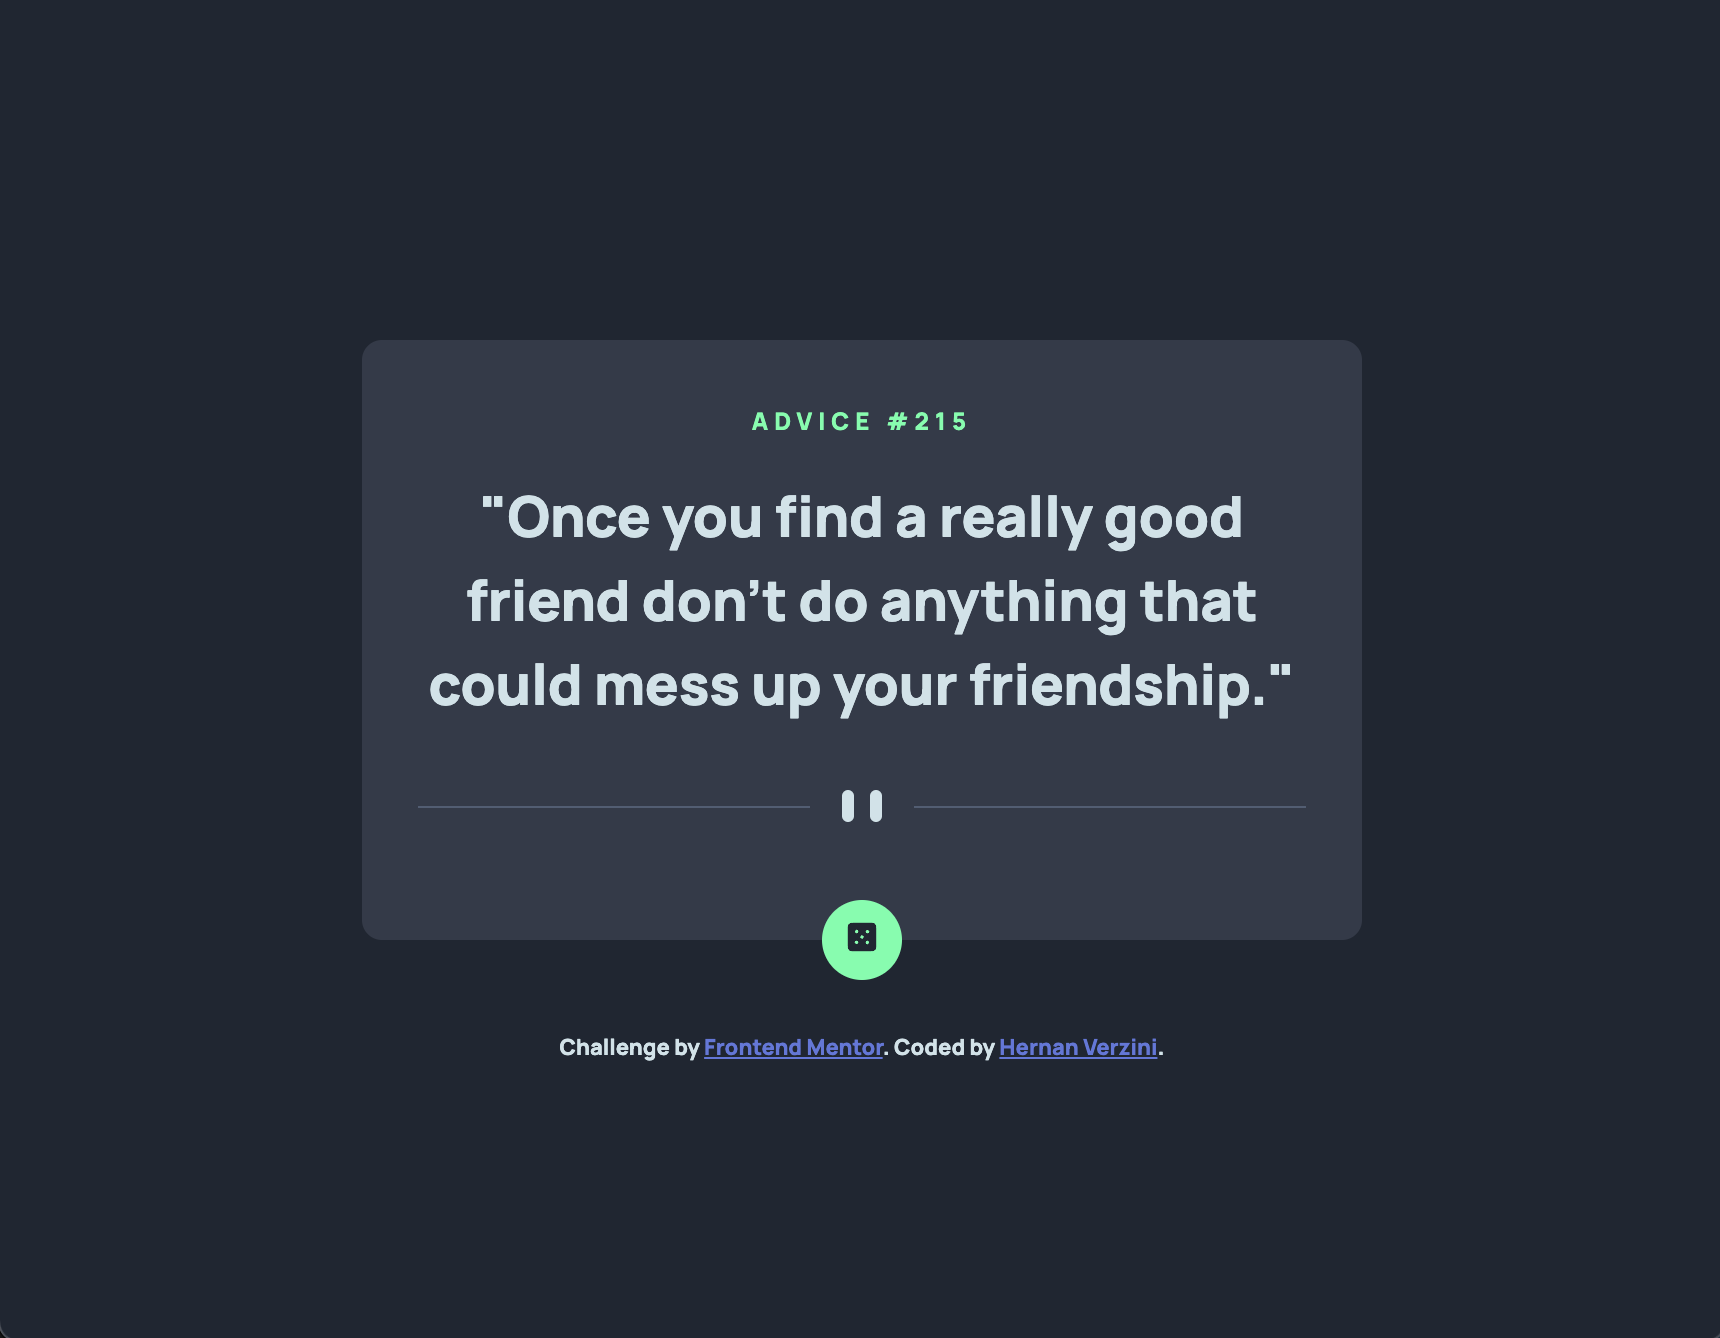 ADVICE #215
"Once you find a really good
friend don’t do anything that
could mess up your friendship."
Challenge by Frontend Mentor. Coded by Hernan Verzini.